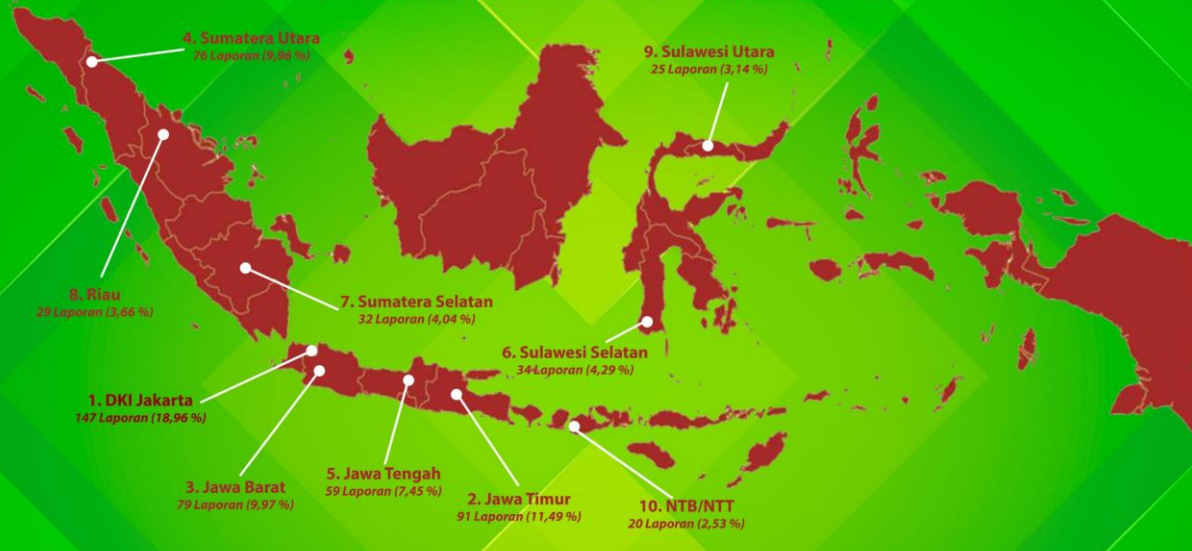 4. Sumatera Utara
76 Laporan (9,96 %)
9. Sulawesi Utara
25 Laporan (3,14 %)
8. Riau
29 Laporan (3,66 %)
7. Sumatera Selatan
32 Laporan (4,04 %)
6. Sulawesi Selatan
34 Laporan (4,29 %)
1. DKI Jakarta
147 Laporan (18,96 %)
3. Jawa Barat
79 Laporan (9,97 %)
5. Jawa Tengah
59 Laporan (7,45 %)
2. Jawa Timur
91 Laporan (11,49 %)
10. NTB/NTT
20 Laporan (2,53 %)